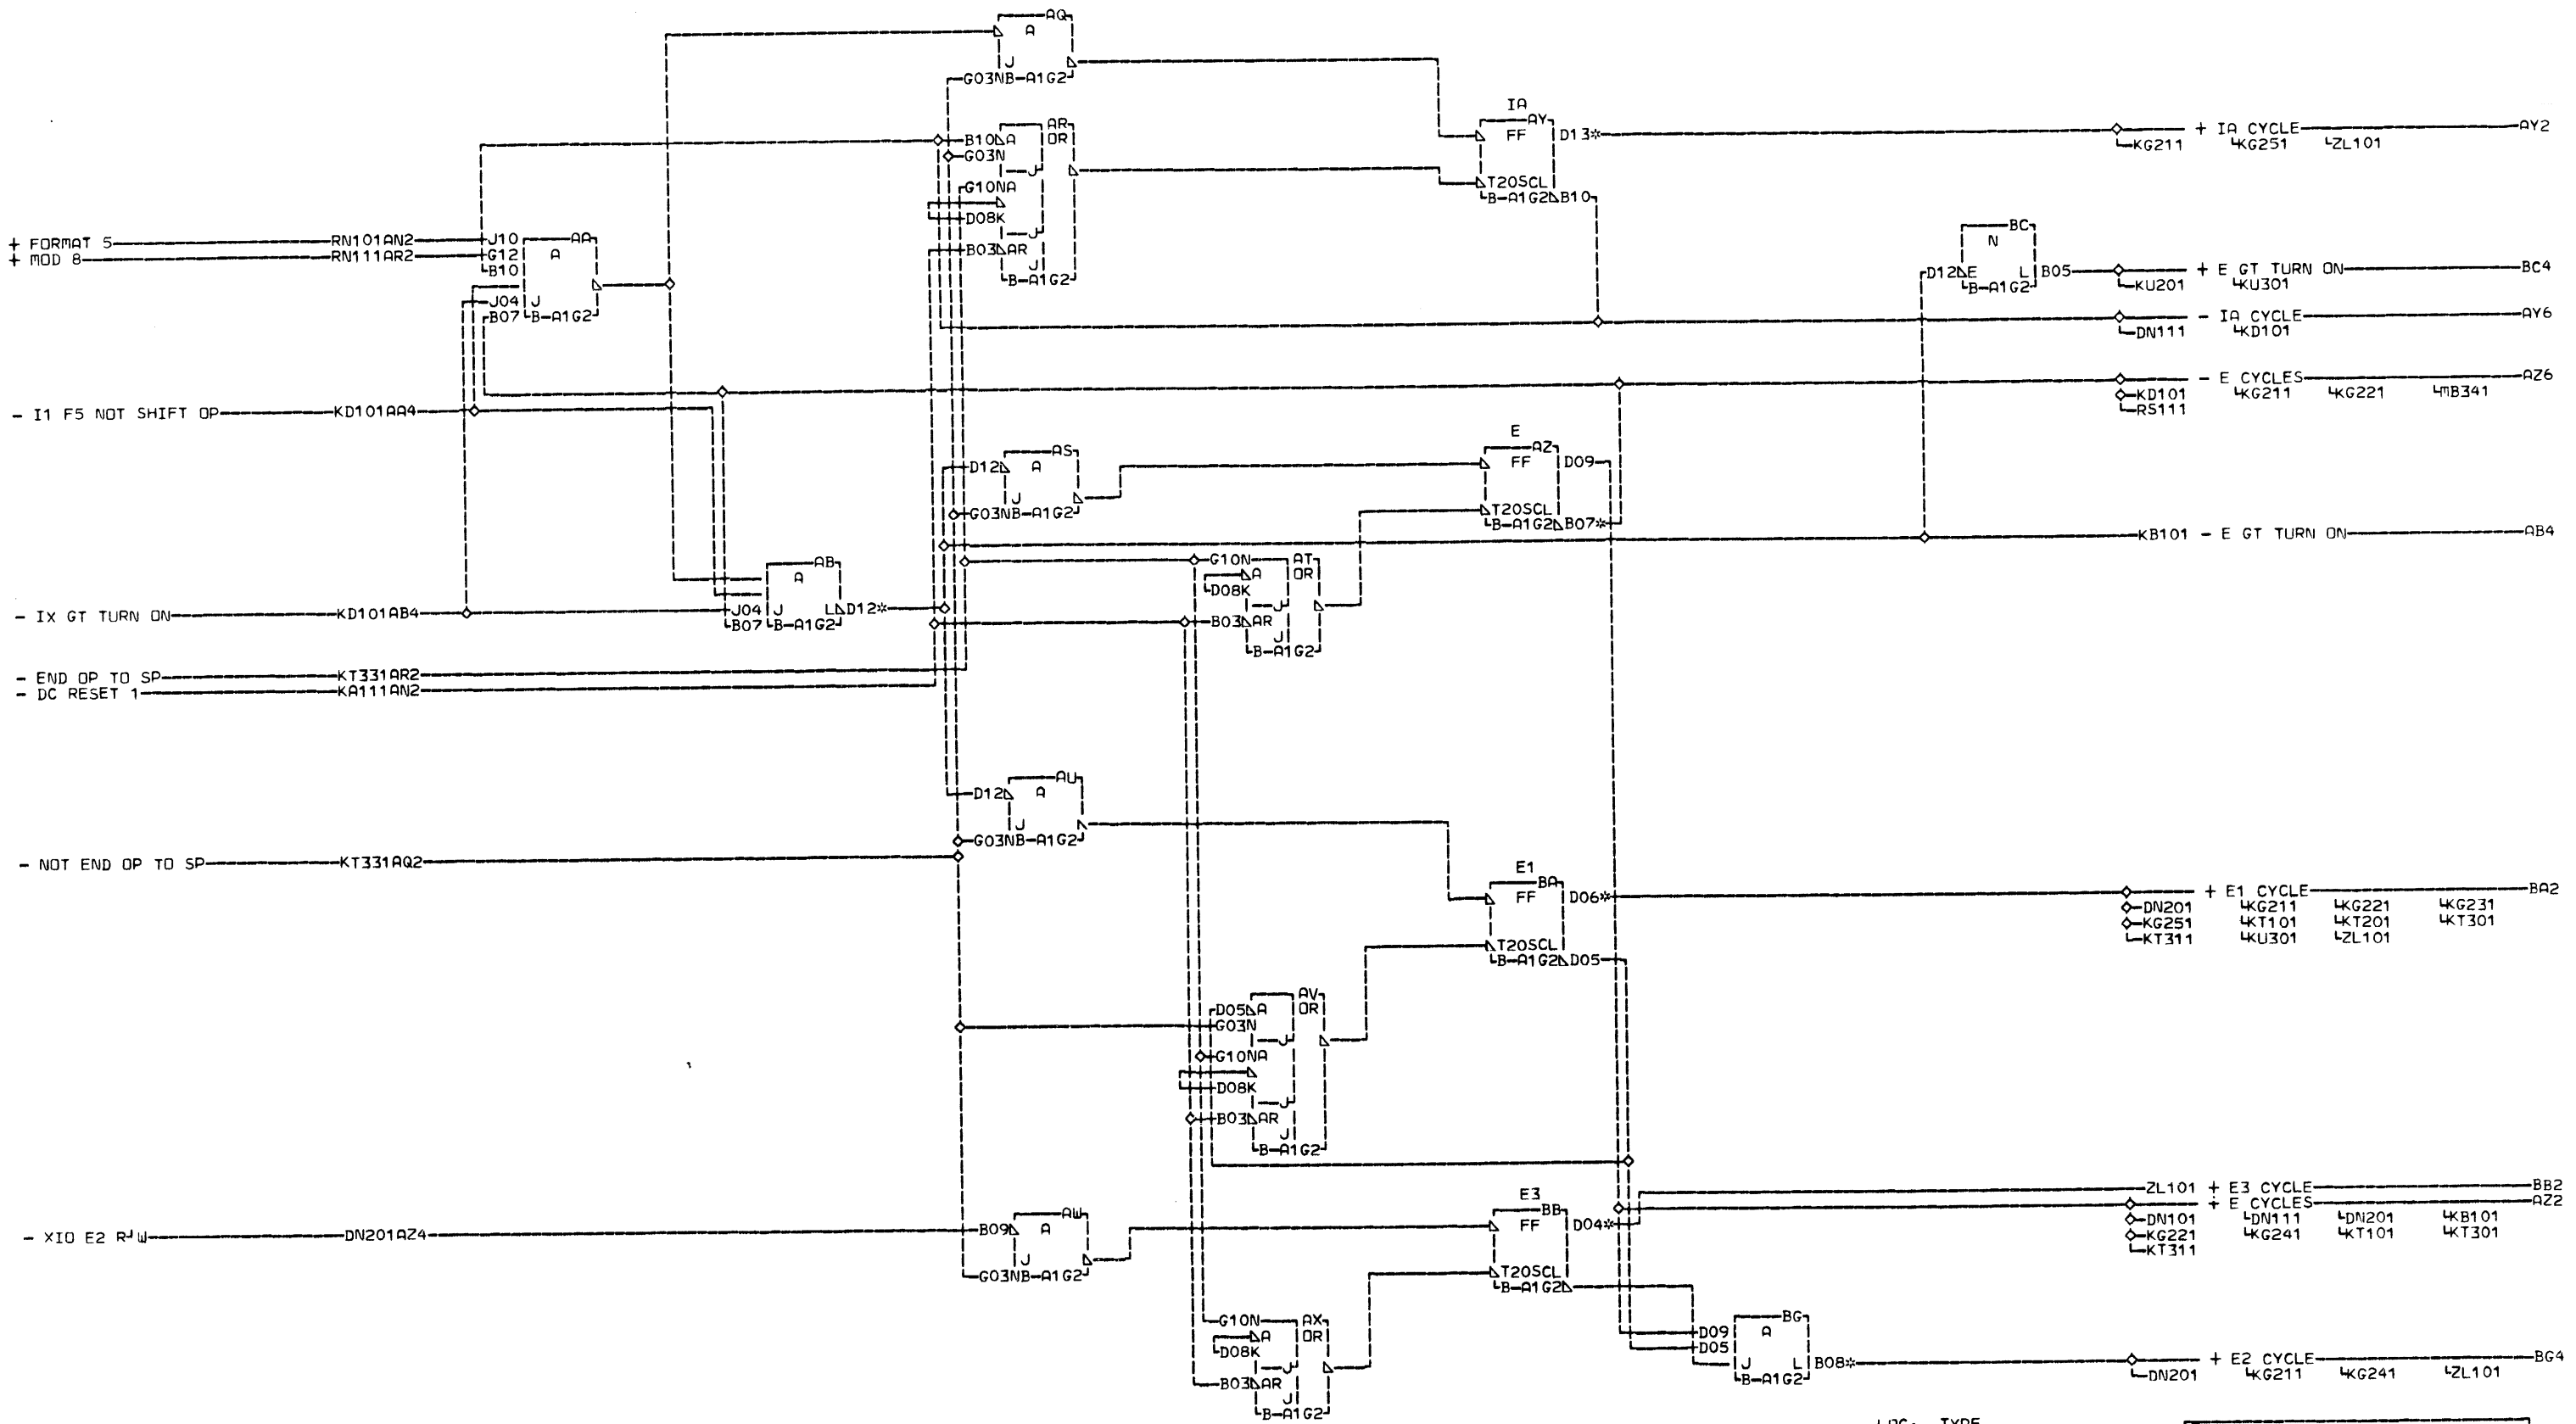 AQ
A
J
G03NB-A1G2
IA
AY
FF D13*
T20SCL
B-A1G2 B10
+ IA CYCLE AY2
KG211 KG251 ZL101
AR
B10 A OR
G03N
J
G10NA
D08K
J
B03 AR
J
B-A1G2
+ FORMAT 5 RN101AN2 J10 AA
+ MOD 8 RN111AR2 G12 A
B10
J04 J
B07 B-A1G2
BC
N
D12 E L B05 + E GT TURN ON BC4
B-A1G2 KU201 KU301
- IA CYCLE AY6
DN111 KD101
- E CYCLES AZ6
KD101 KG211 KG221 MB341
RS111
- I1 F5 NOT SHIFT OP KD101AA4
E
AS AZ
D12 A FF D09
J
G03NB-A1G2 T20SCL
B-A1G2 B07*
KB101 - E GT TURN ON AB4
G10N AT
A OR
D08K
J
B03 AR
J
B-A1G2
AB
A
- IX GT TURN ON KD101AB4 J04 J L D12*
B07 B-A1G2
- END OP TO SP KT331AR2
- DC RESET 1 KA111AN2
AU
D12 A
J
G03NB-A1G2
- NOT END OP TO SP KT331AQ2
E1
BA
FF D06*
T20SCL
B-A1G2 D05
+ E1 CYCLE BA2
DN201 KG211 KG221 KG231
KG251 KT101 KT201 KT301
KT311 KU301 ZL101
AV
D05 A OR
G03N
J
G10NA
D08K
J
B03 AR
J
B-A1G2
E3
AW BB
- XIO E2 R W DN201AZ4 B09 A FF D04*
J
G03NB-A1G2 T20SCL
B-A1G2
ZL101 + E3 CYCLE BB2
+ E CYCLES AZ2
DN101 DN111 DN201 KB101
KG221 KG241 KT101 KT301
KT311
G10N AX
A OR
D08K
J
B03 AR
J
B-A1G2
BG
D09 A
D05
J L B08* + E2 CYCLE BG4
B-A1G2 DN201 KG211 KG241 ZL101
TYPE